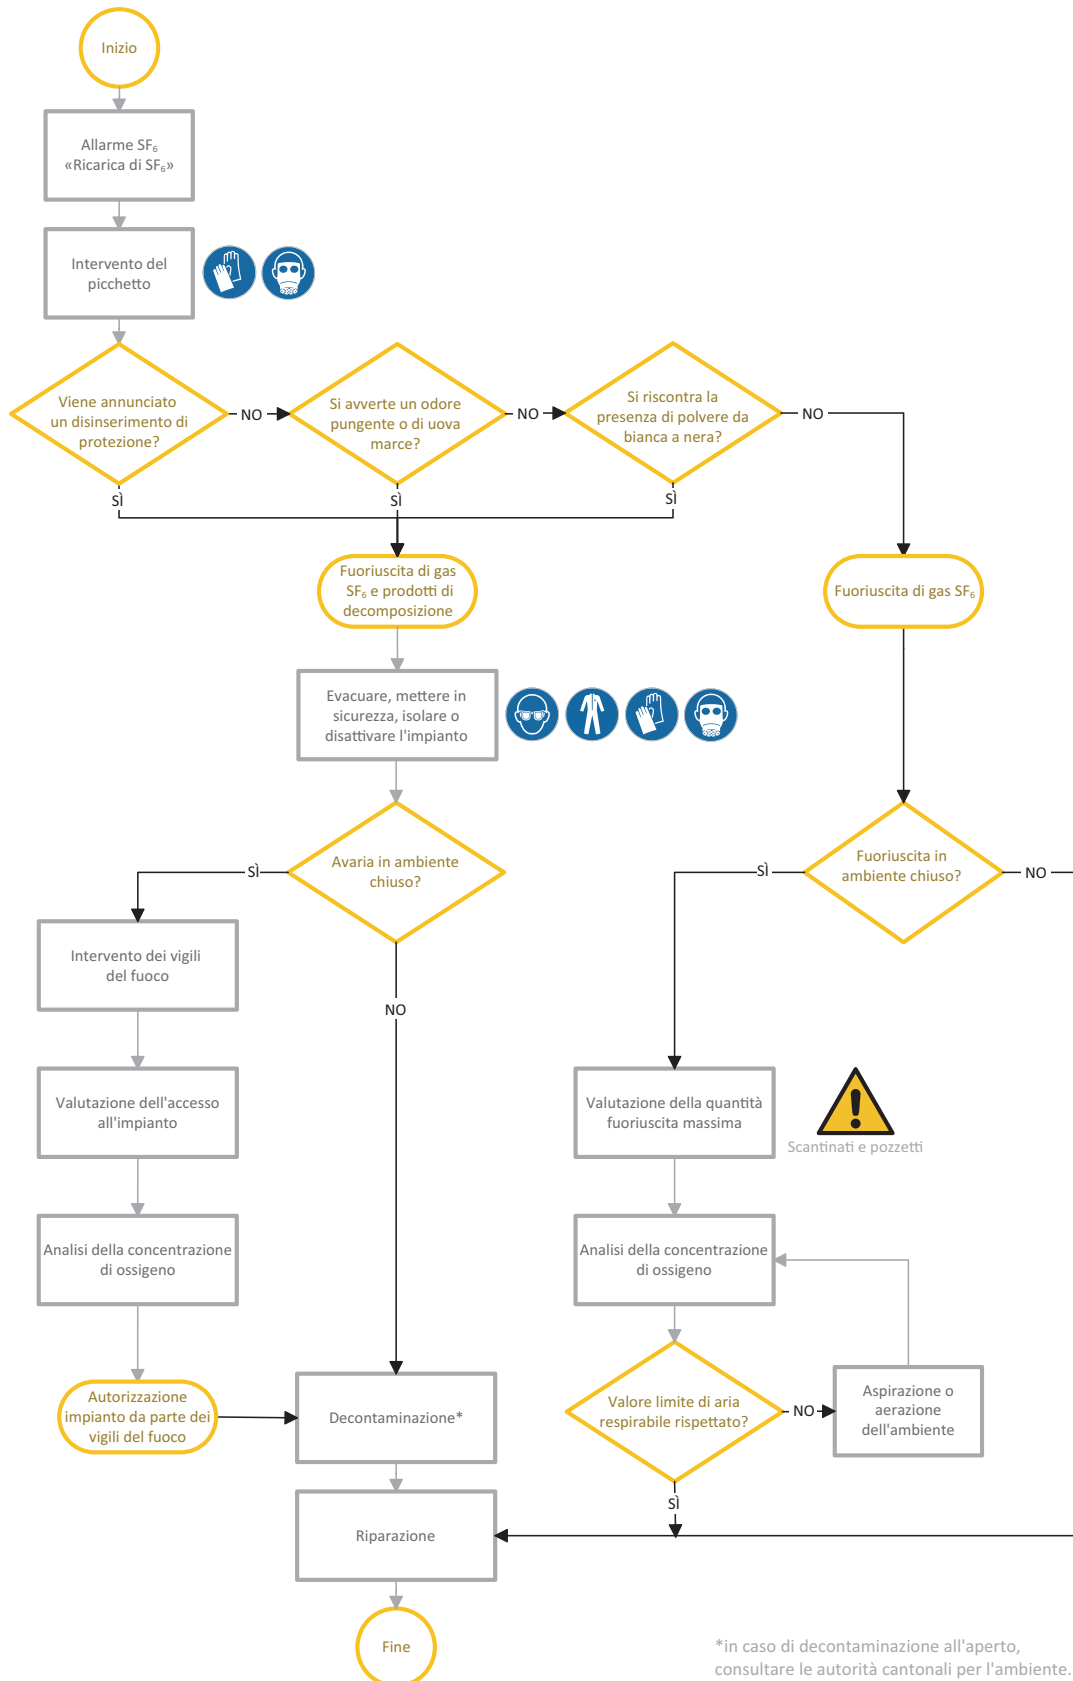 Inizio
Allarme SF₆
«Ricarica di SF₆»
Intervento del
picchetto
Viene annunciato
un disinserimento di
protezione?
NO
Si avverte un odore
pungente o di uova
marce?
NO
Si riscontra la
presenza di polvere da
bianca a nera?
NO
SÌ
SÌ
SÌ
Fuoriuscita di gas
SF₆ e prodotti di
decomposizione
Fuoriuscita di gas SF₆
Evacuare, mettere in
sicurezza, isolare o
disattivare l'impianto
Avaria in ambiente
chiuso?
SÌ
NO
Fuoriuscita in
ambiente chiuso?
SÌ
NO
Intervento dei vigili
del fuoco
Valutazione dell'accesso
all'impianto
Analisi della concentrazione
di ossigeno
Autorizzazione
impianto da parte dei
vigili del fuoco
Valutazione della quantità
fuoriuscita massima
Scantinati e pozzetti
Analisi della concentrazione
di ossigeno
Valore limite di aria
respirabile rispettato?
NO
Aspirazione o
aerazione
dell'ambiente
SÌ
Decontaminazione*
Riparazione
Fine
*in caso di decontaminazione all'aperto,
consultare le autorità cantonali per l'ambiente.